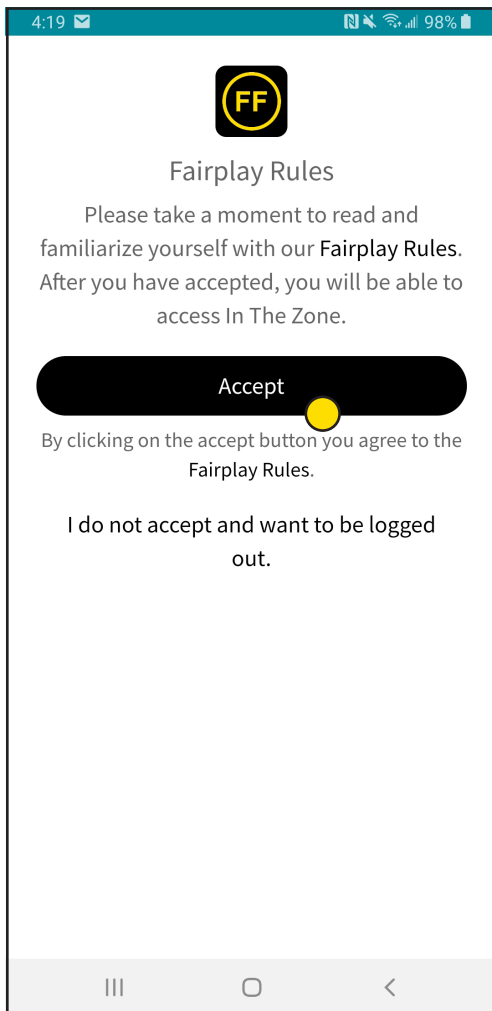 4:19 98%
FF
Fairplay Rules
Please take a moment to read and
familiarize yourself with our Fairplay Rules.
After you have accepted, you will be able to
access In The Zone.
Accept
By clicking on the accept button you agree to the
Fairplay Rules.
I do not accept and want to be logged
out.